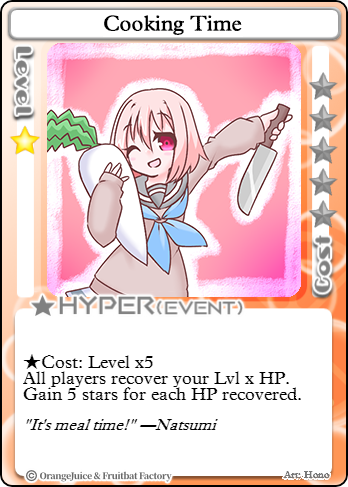 Cooking Time
Level
Cost
★HYPER(EVENT)
★Cost: Level x5
All players recover your Lvl x HP.
Gain 5 stars for each HP recovered.
"It's meal time!" —Natsumi
© OrangeJuice & Fruitbat Factory
Art: Hono